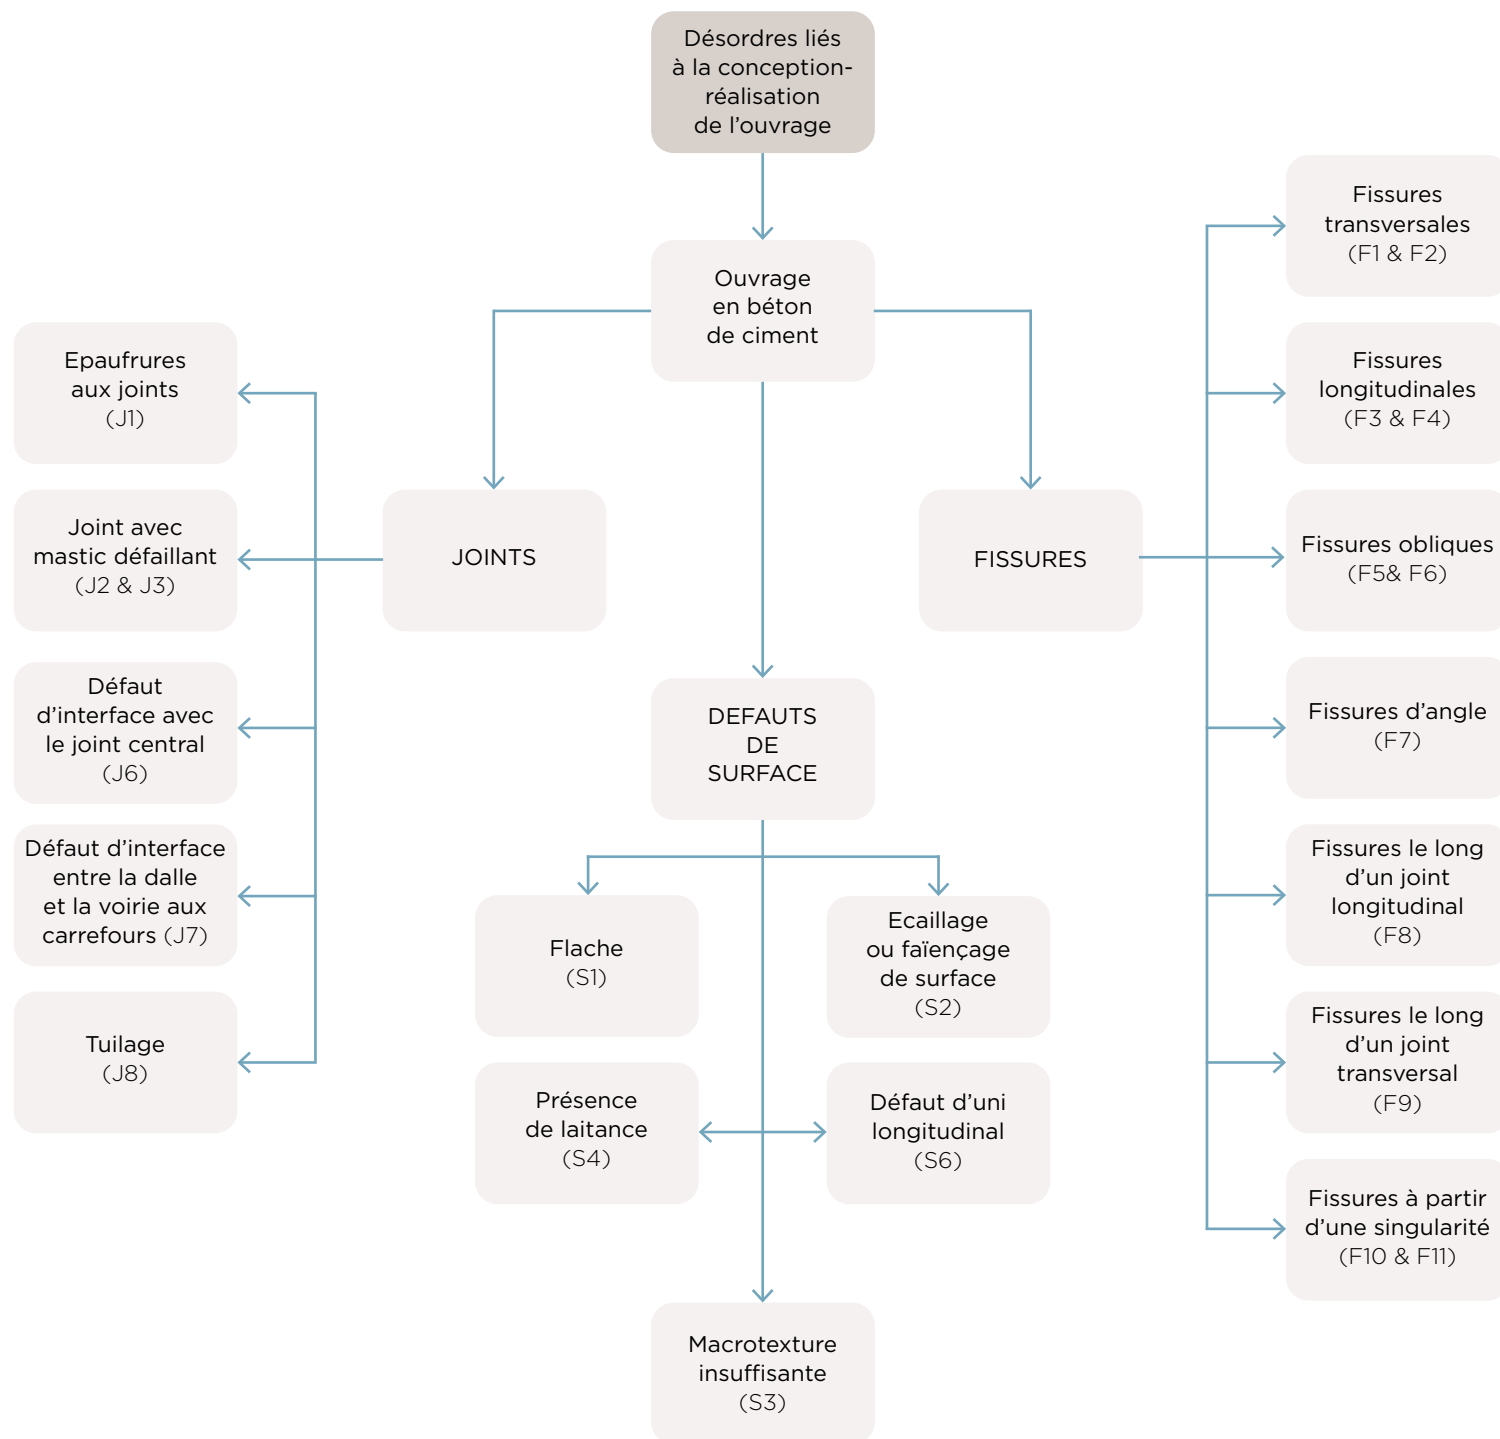 Désordres liés
à la conception-
réalisation
de l'ouvrage
Ouvrage
en béton
de ciment
JOINTS
Epaufrures
aux joints
(J1)
Joint avec
mastic défaillant
(J2 & J3)
Défaut
d'interface avec
le joint central
(J6)
Défaut d'interface
entre la dalle
et la voirie aux
carrefours (J7)
Tuilage
(J8)
DEFAUTS
DE
SURFACE
Flache
(S1)
Ecaillage
ou faïençage
de surface
(S2)
Présence
de laitance
(S4)
Défaut d'uni
longitudinal
(S6)
Macrotexture
insuffisante
(S3)
FISSURES
Fissures
transversales
(F1 & F2)
Fissures
longitudinales
(F3 & F4)
Fissures obliques
(F5& F6)
Fissures d'angle
(F7)
Fissures le long
d'un joint
longitudinal
(F8)
Fissures le long
d'un joint
transversal
(F9)
Fissures à partir
d'une singularité
(F10 & F11)